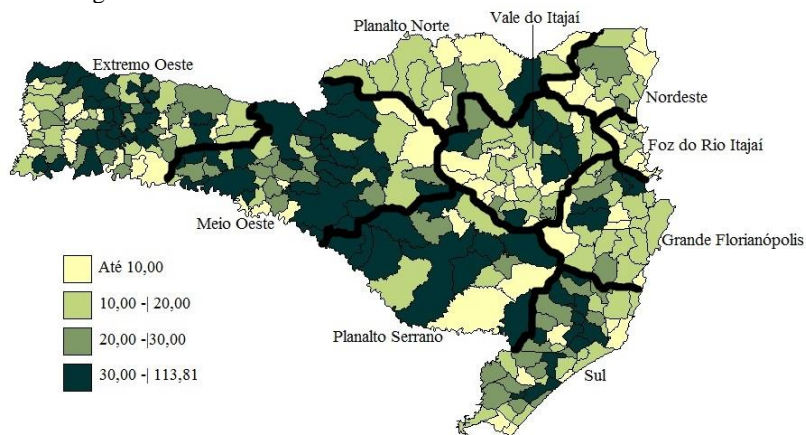 Vale do Itajaí
Planalto Norte
Extremo Oeste
Nordeste
Foz do Rio Itajaí
Meio Oeste
Grande Florianópolis
Até 10,00
10,00 -| 20,00
20,00 -|30,00
Planalto Serrano
30,00 -| 113,81
Sul